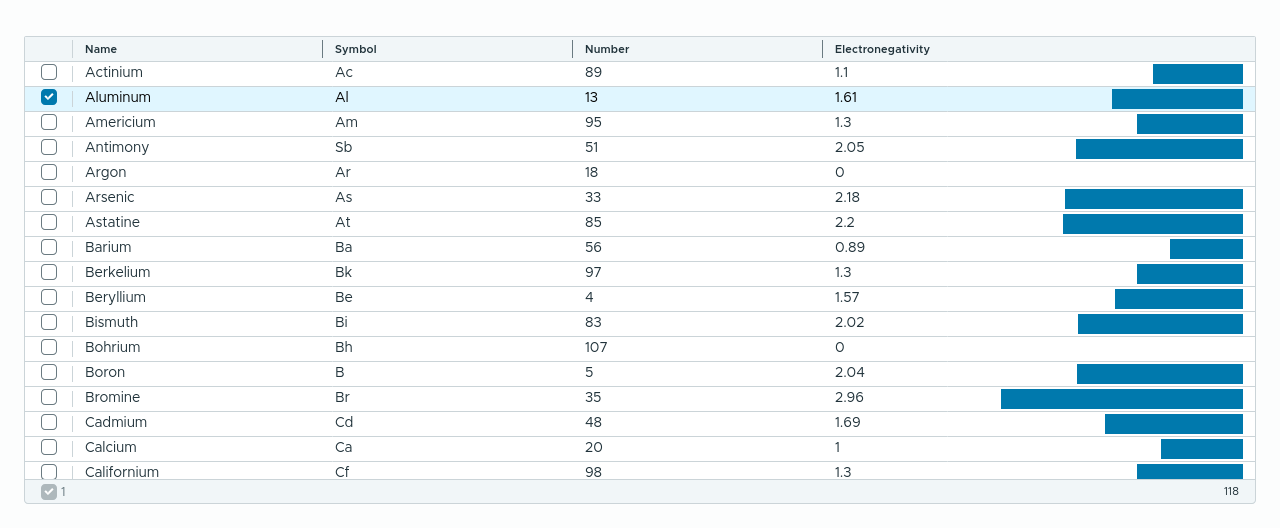 Name Symbol Number Electronegativity
Actinium Ac 89 1.1
Aluminum Al 13 1.61
Americium Am 95 1.3
Antimony Sb 51 2.05
Argon Ar 18 0
Arsenic As 33 2.18
Astatine At 85 2.2
Barium Ba 56 0.89
Berkelium Bk 97 1.3
Beryllium Be 4 1.57
Bismuth Bi 83 2.02
Bohrium Bh 107 0
Boron B 5 2.04
Bromine Br 35 2.96
Cadmium Cd 48 1.69
Calcium Ca 20 1
Californium Cf 98 1.3
1 118